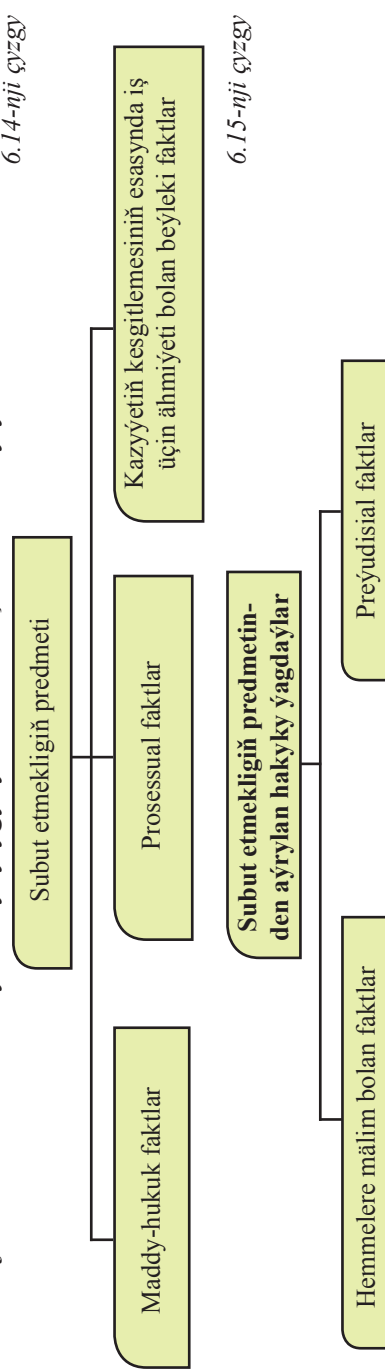 6.14-nji çyzgy
Subut etmekligiň predmeti
Maddy-hukuk faktlar
Prosessual faktlar
Kazyýetiň kesgitlemesiniň esasynda iş
üçin ähmiýeti bolan beýleki faktlar
6.15-nji çyzgy
Subut etmekligiň predmetin-
den aýrylan hakyky ýagdaýlar
Hemmelere mälim bolan faktlar
Preýudisial faktlar